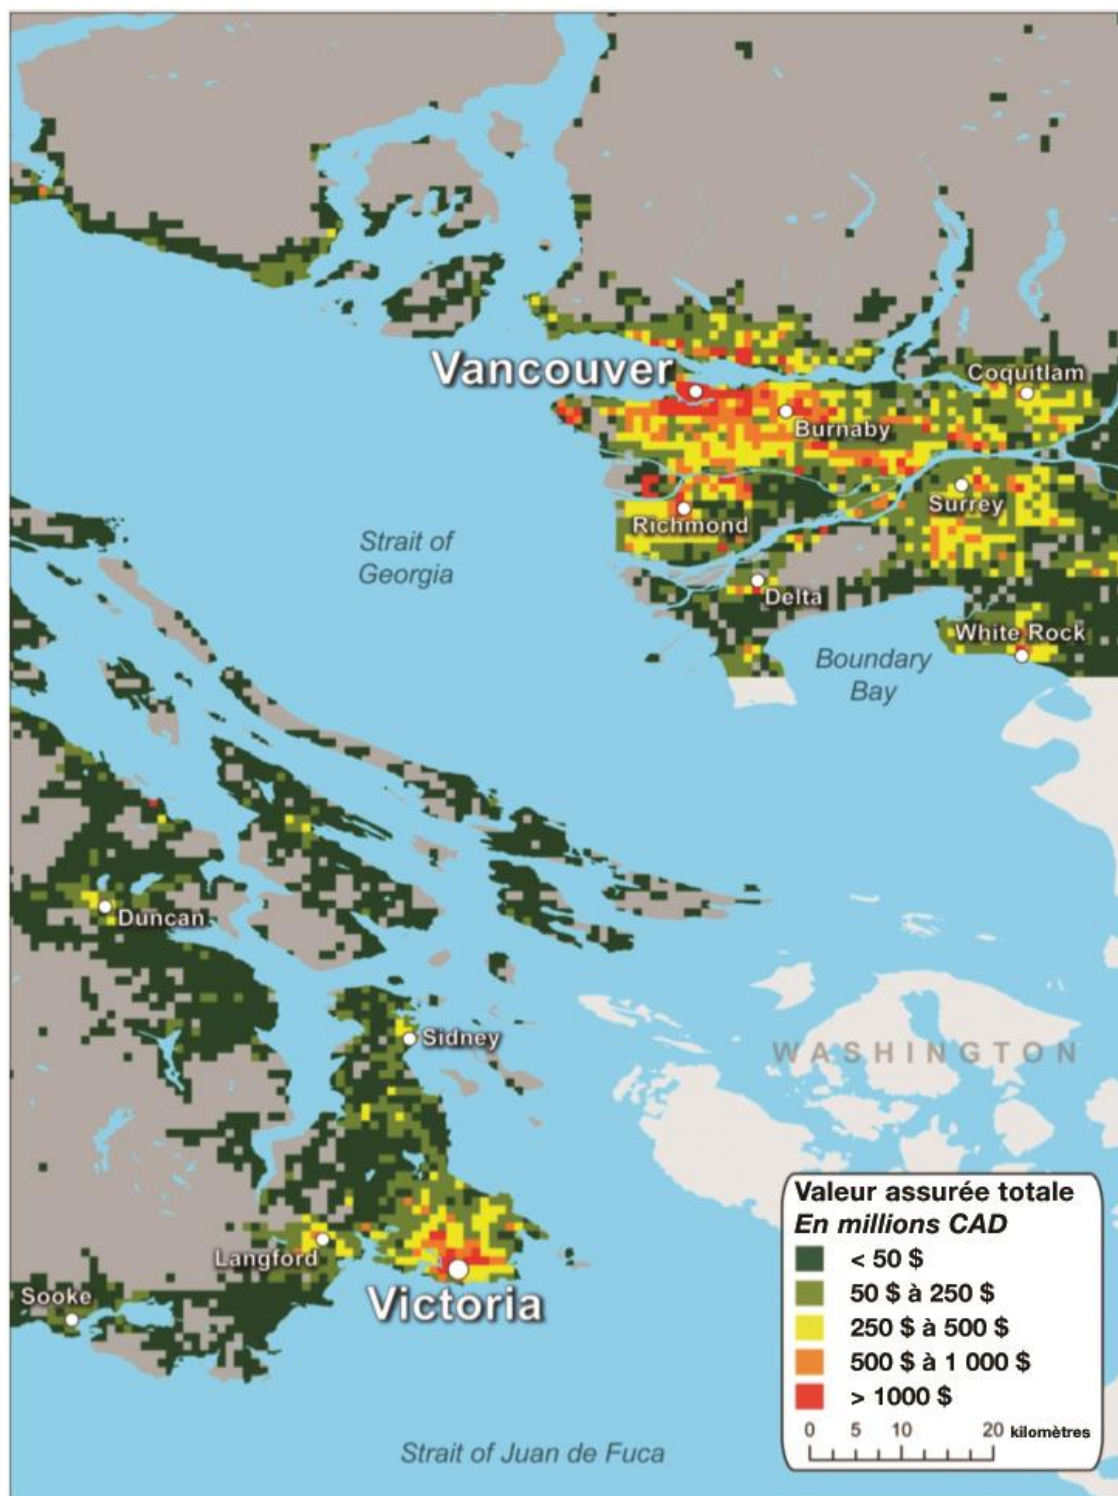 Vancouver
Coquitlam
Burnaby
Surrey
Richmond
Strait of
Georgia
Delta
White Rock
Boundary
Bay
Duncan
Sidney
WASHINGTON
Langford
Victoria
Sooke
Strait of Juan de Fuca
Valeur assurée totale
En millions CAD
< 50 $
50 $ à 250 $
250 $ à 500 $
500 $ à 1 000 $
> 1000 $
0 5 10 20 kilomètres